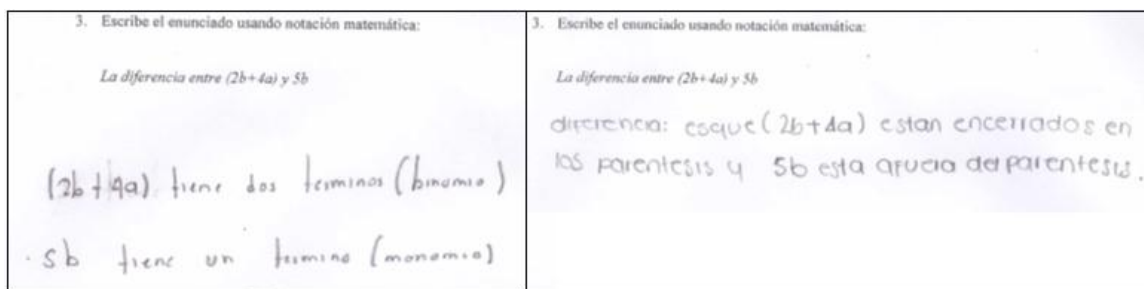 3. Escribe el enunciado usando notación matemática:
La diferencia entre (2b+4a) y 5b
(2b + 4a) tiene dos terminos (binomio)
. 5b tiene un termino (monomio)
3. Escribe el enunciado usando notación matemática:
La diferencia entre (2b+4a) y 5b
diferencia: esque (2b+4a) estan encerrados en
los parentesis y 5b esta afuera del parentesis.